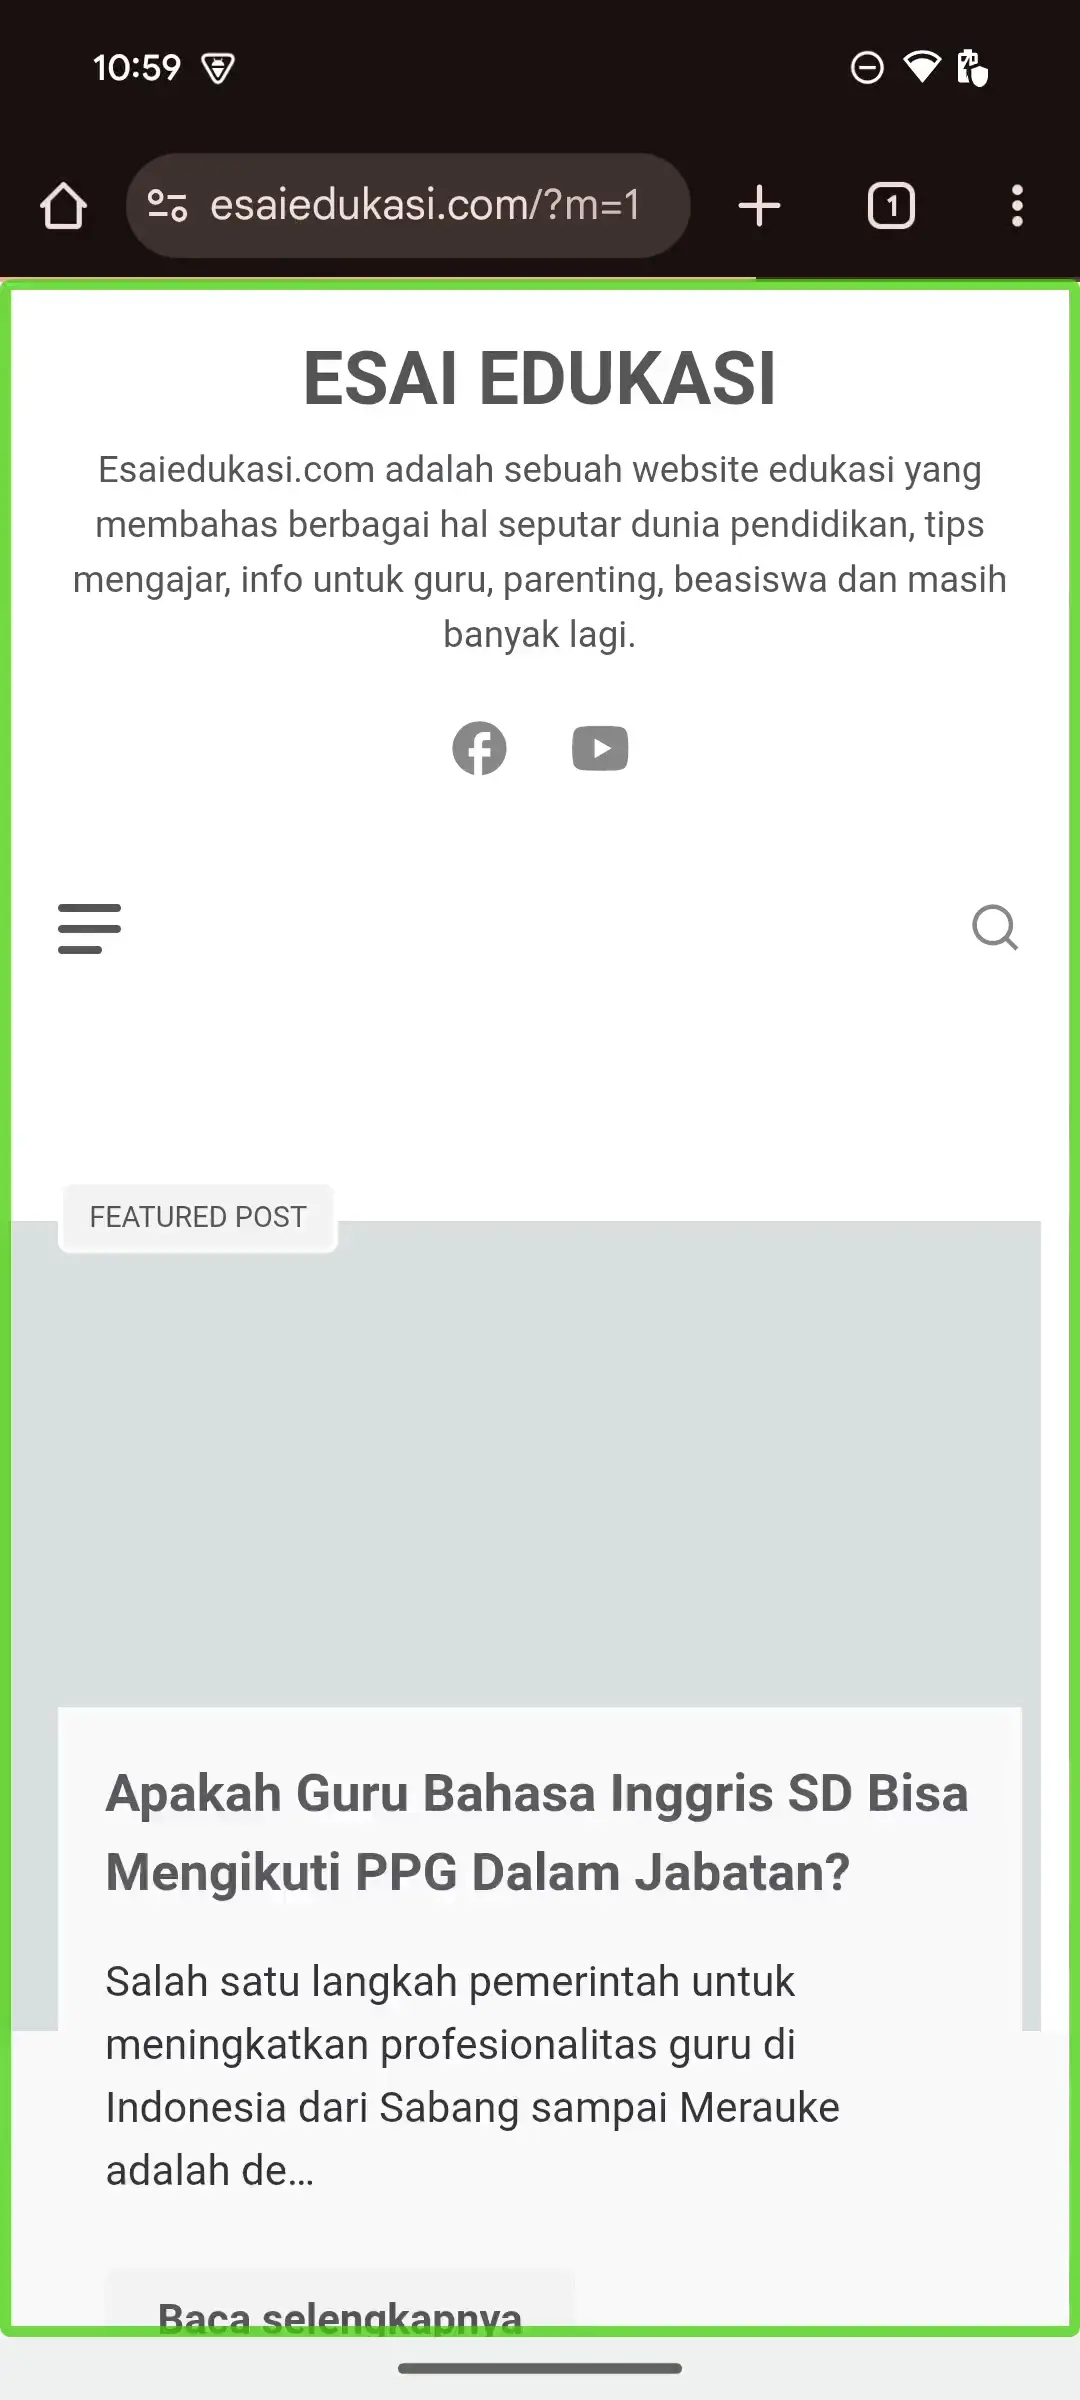 10:59
esaiedukasi.com/?m=1
1
ESAI EDUKASI
Esaiedukasi.com adalah sebuah website edukasi yang
membahas berbagai hal seputar dunia pendidikan, tips
mengajar, info untuk guru, parenting, beasiswa dan masih
banyak lagi.
FEATURED POST
Apakah Guru Bahasa Inggris SD Bisa
Mengikuti PPG Dalam Jabatan?
Salah satu langkah pemerintah untuk
meningkatkan profesionalitas guru di
Indonesia dari Sabang sampai Merauke
adalah de…
Baca selengkapnya